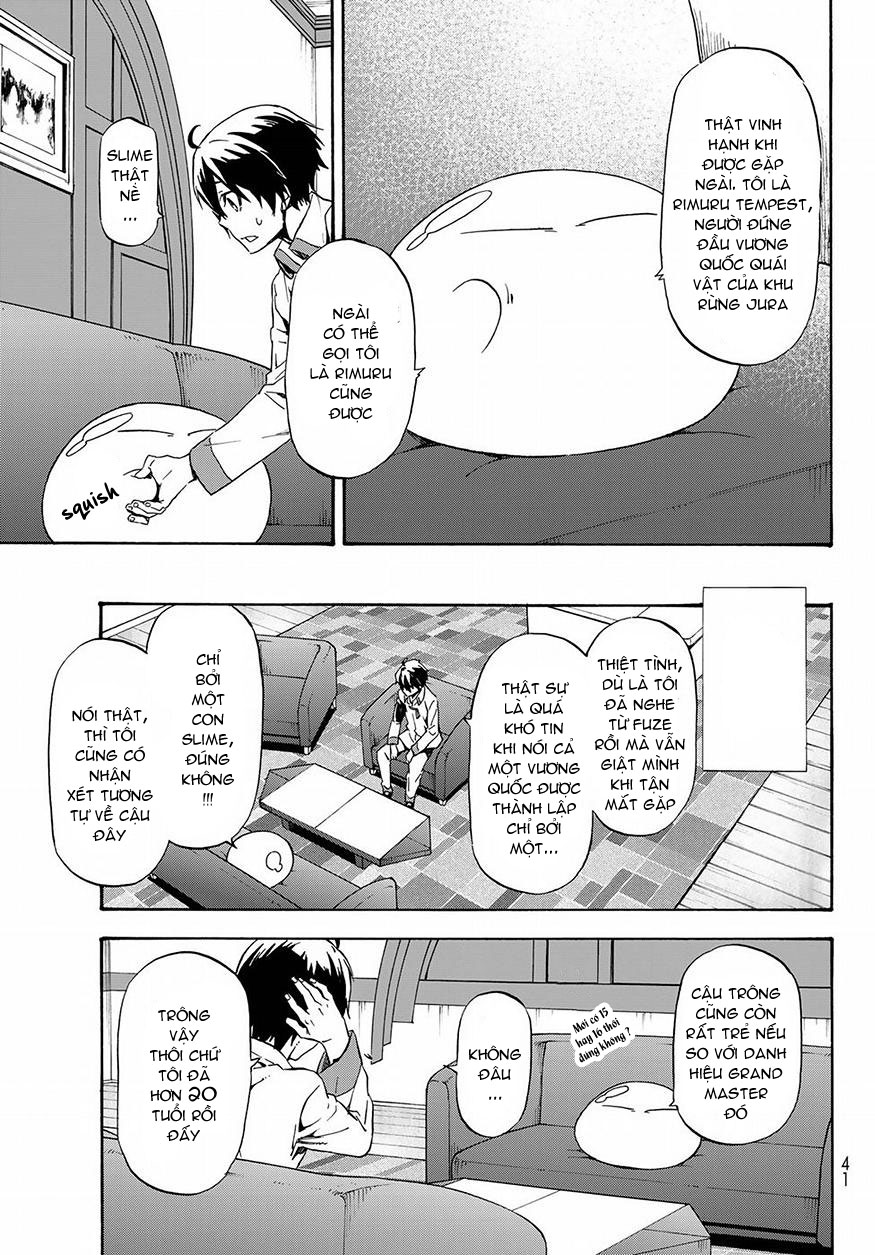 THẬT VINH
HẠNH KHI
ĐƯỢC GẶP
NGÀI. TÔI LÀ
RIMURU TEMPEST,
NGƯỜI ĐỨNG
ĐẦU VƯƠNG
QUỐC QUÁI
VẬT CỦA KHU
RỪNG JURA
NGÀI
CÓ THỂ
GỌI TÔI
LÀ RIMURU
CŨNG
ĐƯỢC
SLIME
THẬT
NÈ
...
squish
THIỆT TÌNH,
DÙ LÀ TÔI
ĐÃ NGHE
TỪ FUZE
RỒI MÀ VẪN
GIẬT MÌNH
KHI TẬN
MẮT GẶP
THẬT SỰ
LÀ QUÁ
KHÓ TIN
KHI NÓI CẢ
MỘT VƯƠNG
QUỐC ĐƯỢC
THÀNH LẬP
CHỈ BỞI
MỘT...
CHỈ
BỞI
MỘT
CON
SLIME,
ĐÚNG
KHÔNG
!!!
NÓI THẬT,
THÌ TÔI
CŨNG CÓ
NHẬN
XÉT TƯƠNG
TỰ VỀ CẬU
ĐẤY
CẬU TRÔNG
CŨNG CÒN
RẤT TRẺ NẾU
SO VỚI DANH
HIỆU GRAND
MASTER
ĐÓ
Mới có 15
hay 16 thôi
đúng không ?
KHÔNG
ĐÂU
...
TRÔNG
VẬY
THÔI CHỨ
TÔI ĐÃ
HƠN 20
TUỔI RỒI
ĐẤY
41